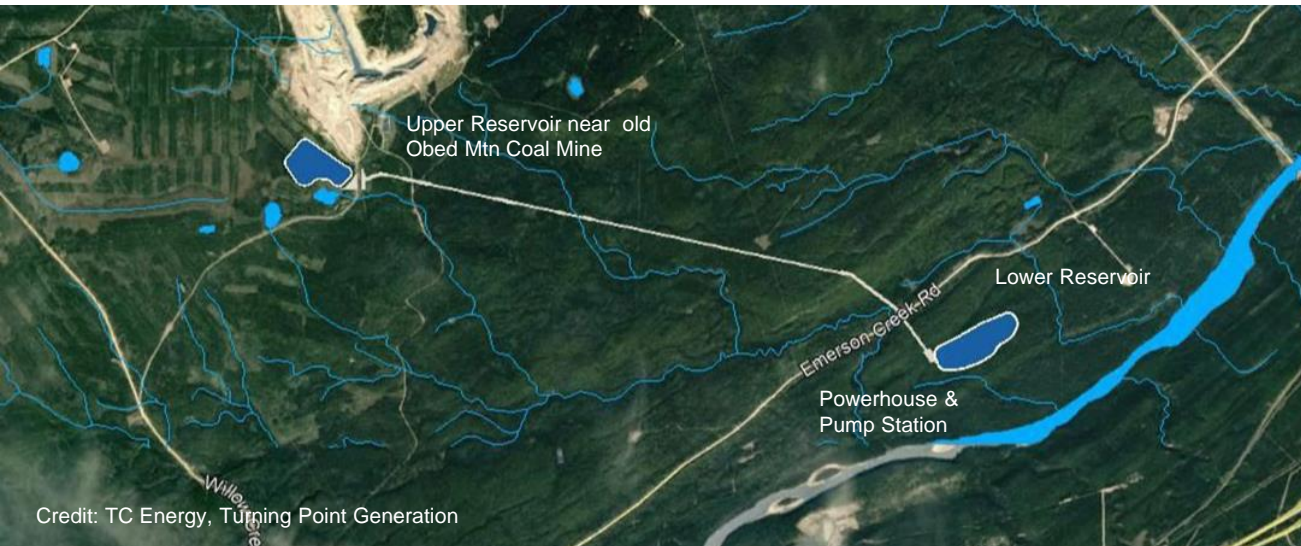 Upper Reservoir near old
Obed Mtn Coal Mine
Lower Reservoir
Emerson Creek Rd
Powerhouse &
Pump Station
Willow Cre
Credit: TC Energy, Turning Point Generation